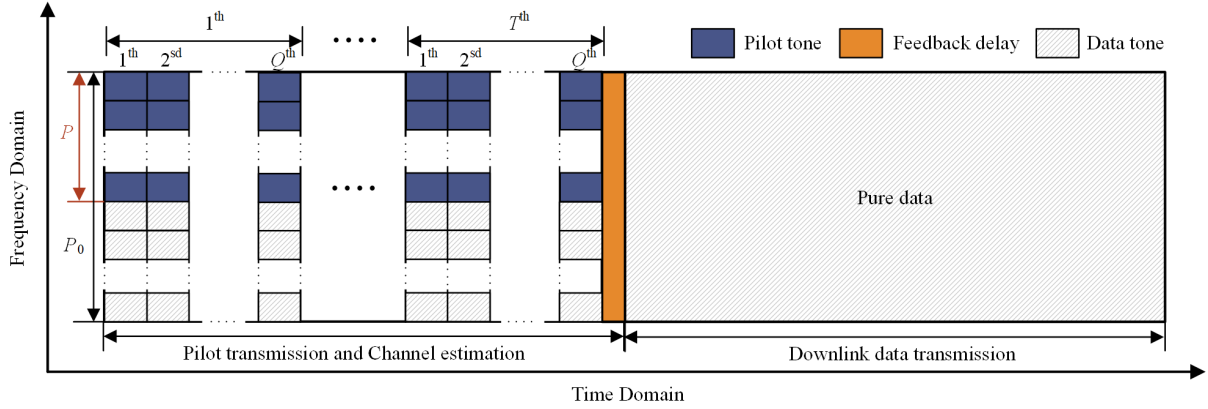 1th
....
Tth
Pilot tone
Feedback delay
Data tone
1th 2sd Qth
1th 2sd Qth
P
P0
....
Pure data
Frequency Domain
Pilot transmission and Channel estimation
Downlink data transmission
Time Domain